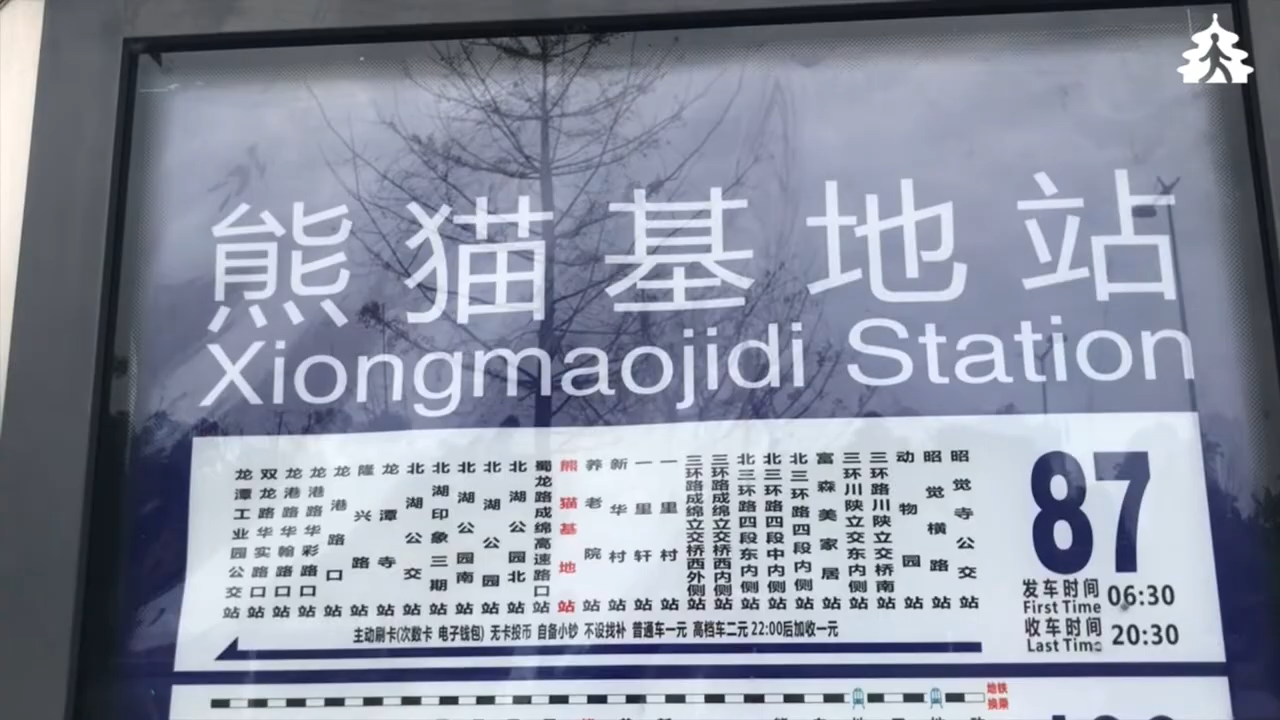 熊猫基地站
Xiongmaojidi Station
龙潭工业园公交站
双龙路华实路口站
龙港路华翰路口站
龙港路华彩路口站
龙港路口站
隆兴路站
龙潭寺站
北湖公交站
北湖印象三期站
北湖公园南站
北湖公园站
北湖公园北站
蜀龙路成绵高速路口站
熊猫基地站
养老院站
新华村站
一里轩站
一里村站
三环路成绵立交桥西外侧站
三环路成绵立交桥西内侧站
北三环路四段东内侧站
北三环路四段中内侧站
北三环路四段内侧站
富森美家居站
三环川陕立交东内侧站
三环路川陕立交桥南站
动物园站
昭觉横路站
昭觉寺公交站
87
发车时间 06:30
First Time
收车时间 20:30
Last Time
主动刷卡(次数卡 电子钱包) 无卡投币 自备小钞 不设找补 普通车一元 高档车二元 22:00后加收一元
地铁
换乘